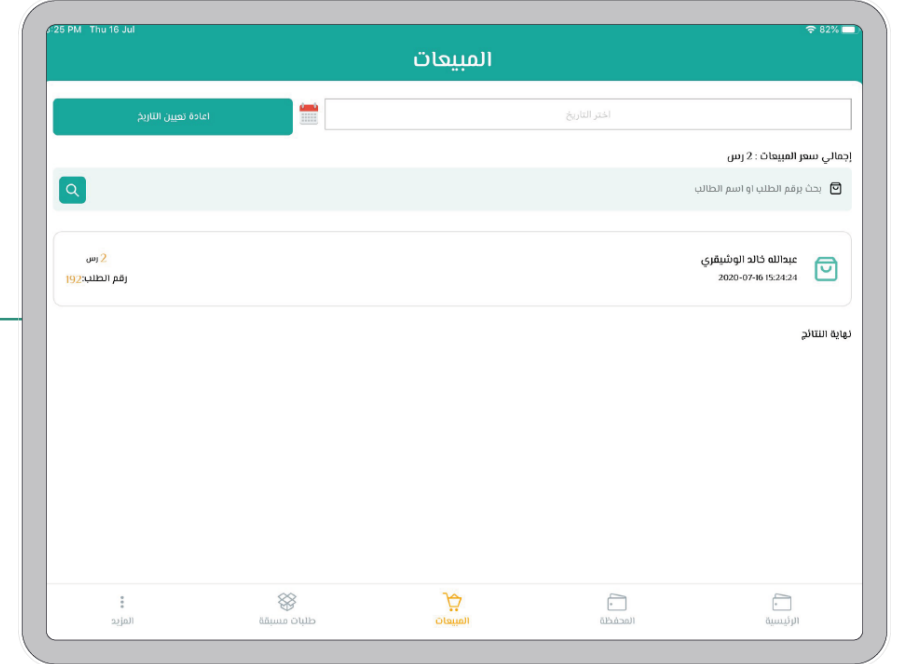 5:25 PM Thu 16 Jul 82%
المبيعات
اختر التاريخ
اعادة تعيين التاريخ
إجمالي سعر المبيعات : 2 رس
بحث برقم الطلب او اسم الطالب
عبدالله خالد الوشيقري
2 رس
2020-07-16 15:24:24
رقم الطلب:192
نهاية النتائج
الرئيسية
المحفظة
المبيعات
طلبات مسبقة
المزيد